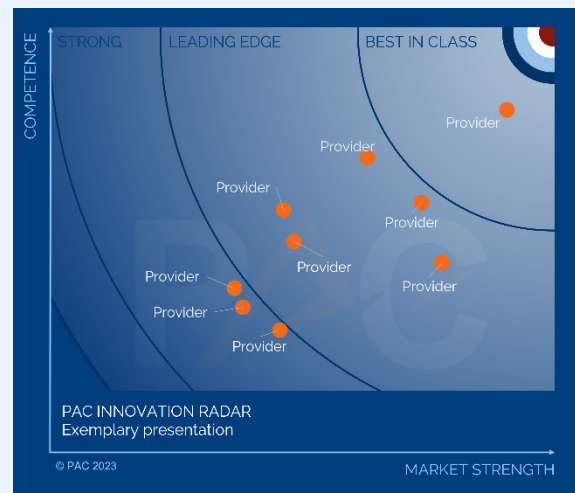 STRONG
LEADING EDGE
BEST IN CLASS
COMPETENCE
Provider
Provider
Provider
Provider
Provider
Provider
Provider
Provider
Provider
PAC
PAC INNOVATION RADAR
Exemplary presentation
© PAC 2023
MARKET STRENGTH